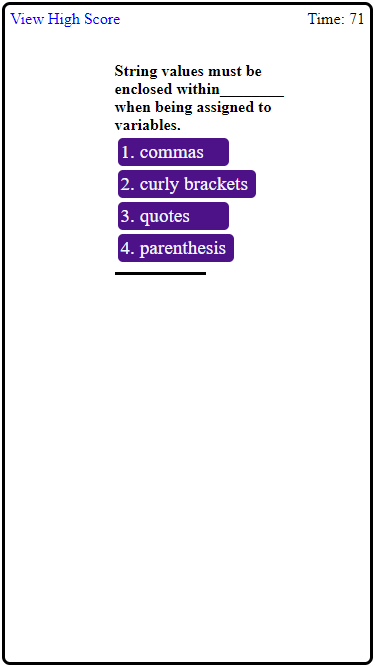 View High Score Time: 71
String values must be
enclosed within_________
when being assigned to
variables.
1. commas
2. curly brackets
3. quotes
4. parenthesis